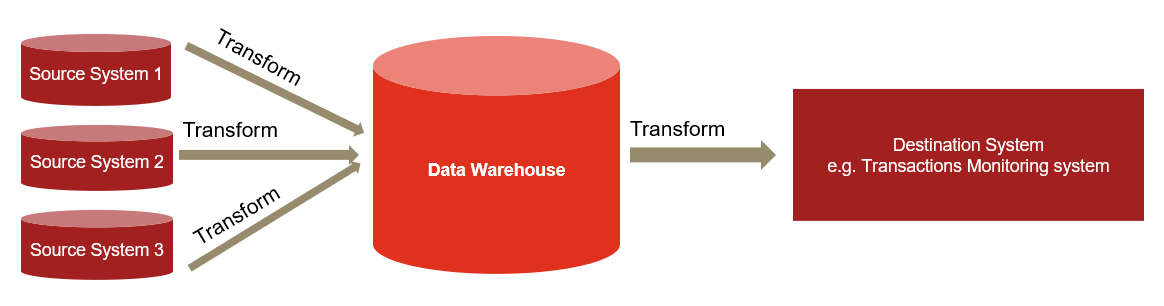 Source System 1
Transform
Source System 2
Transform
Source System 3
Transform
Data Warehouse
Transform
Destination System
e.g. Transactions Monitoring system